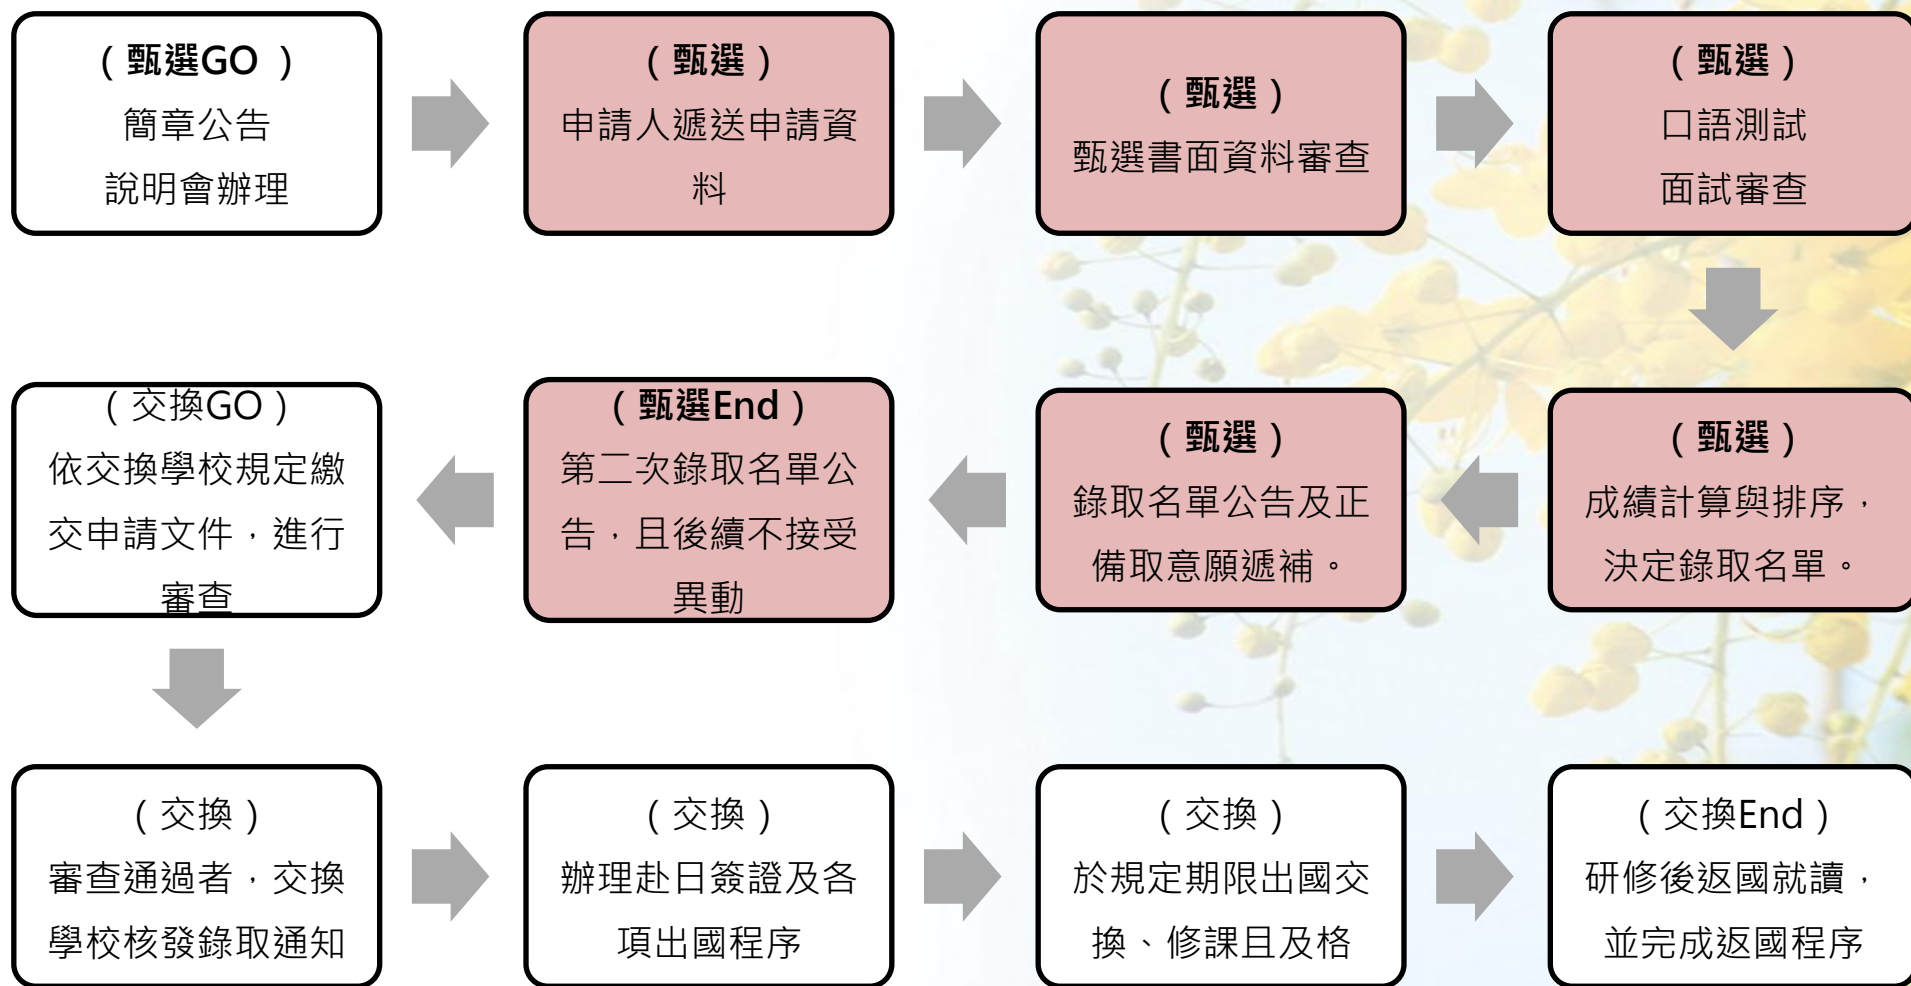 （甄選GO ）
簡章公告
說明會辦理
（甄選）
申請人遞送申請資
料
（甄選）
甄選書面資料審查
（甄選）
口語測試
面試審查
（甄選）
成績計算與排序，
決定錄取名單。
（甄選）
錄取名單公告及正
備取意願遞補。
（甄選End）
第二次錄取名單公
告，且後續不接受
異動
（交換GO）
依交換學校規定繳
交申請文件，進行
審查
（交換）
審查通過者，交換
學校核發錄取通知
（交換）
辦理赴日簽證及各
項出國程序
（交換）
於規定期限出國交
換、修課且及格
（交換End）
研修後返國就讀，
並完成返國程序